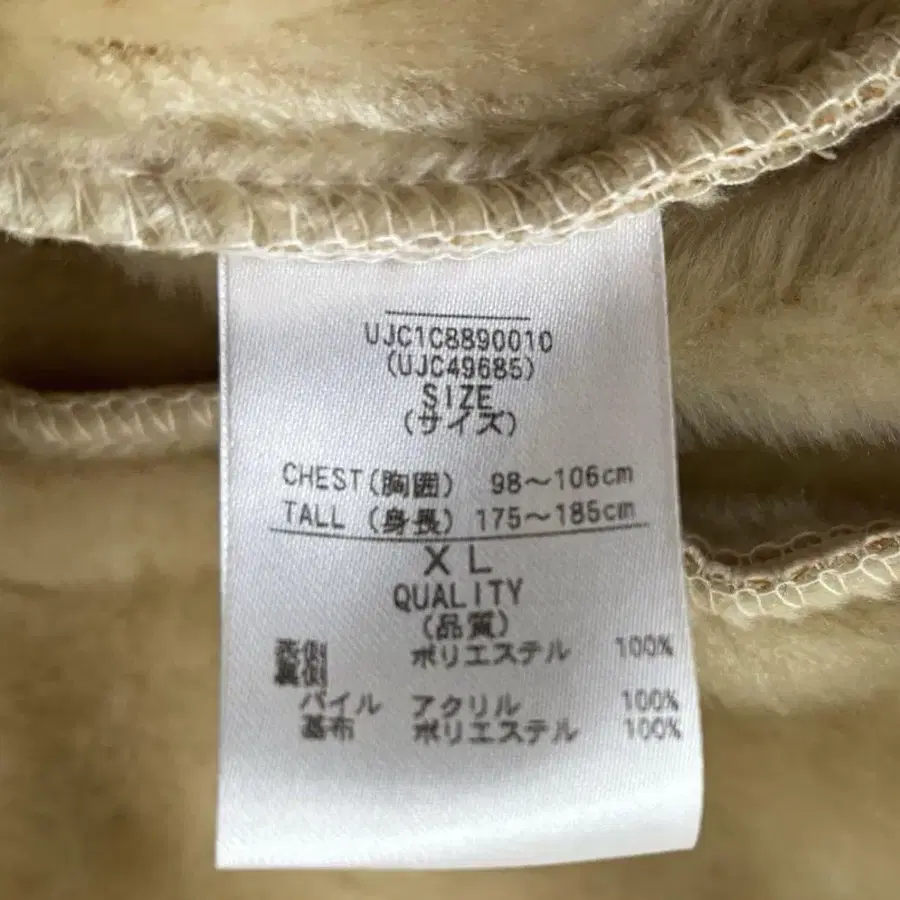 UJC1C8890010
(UJC49685)
SIZE
(サイズ)
CHEST(胸囲) 98～106cm
TALL (身長) 175～185cm
XL
QUALITY
(品質)
表側 ポリエステル 100%
裏側
パイル アクリル 100%
基布 ポリエステル 100%